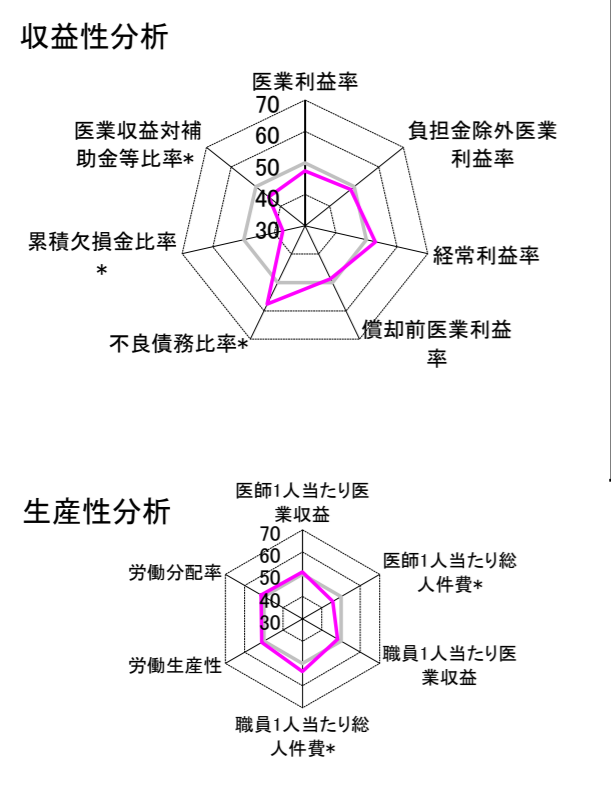 収益性分析
医業利益率
70
60
50
40
30
負担金除外医業
利益率
経常利益率
償却前医業利益
率
不良債務比率*
累積欠損金比率
*
医業収益対補
助金等比率*
生産性分析
医師1人当たり医
業収益
70
60
50
40
30
医師1人当たり総
人件費*
職員1人当たり医
業収益
職員1人当たり総
人件費*
労働生産性
労働分配率